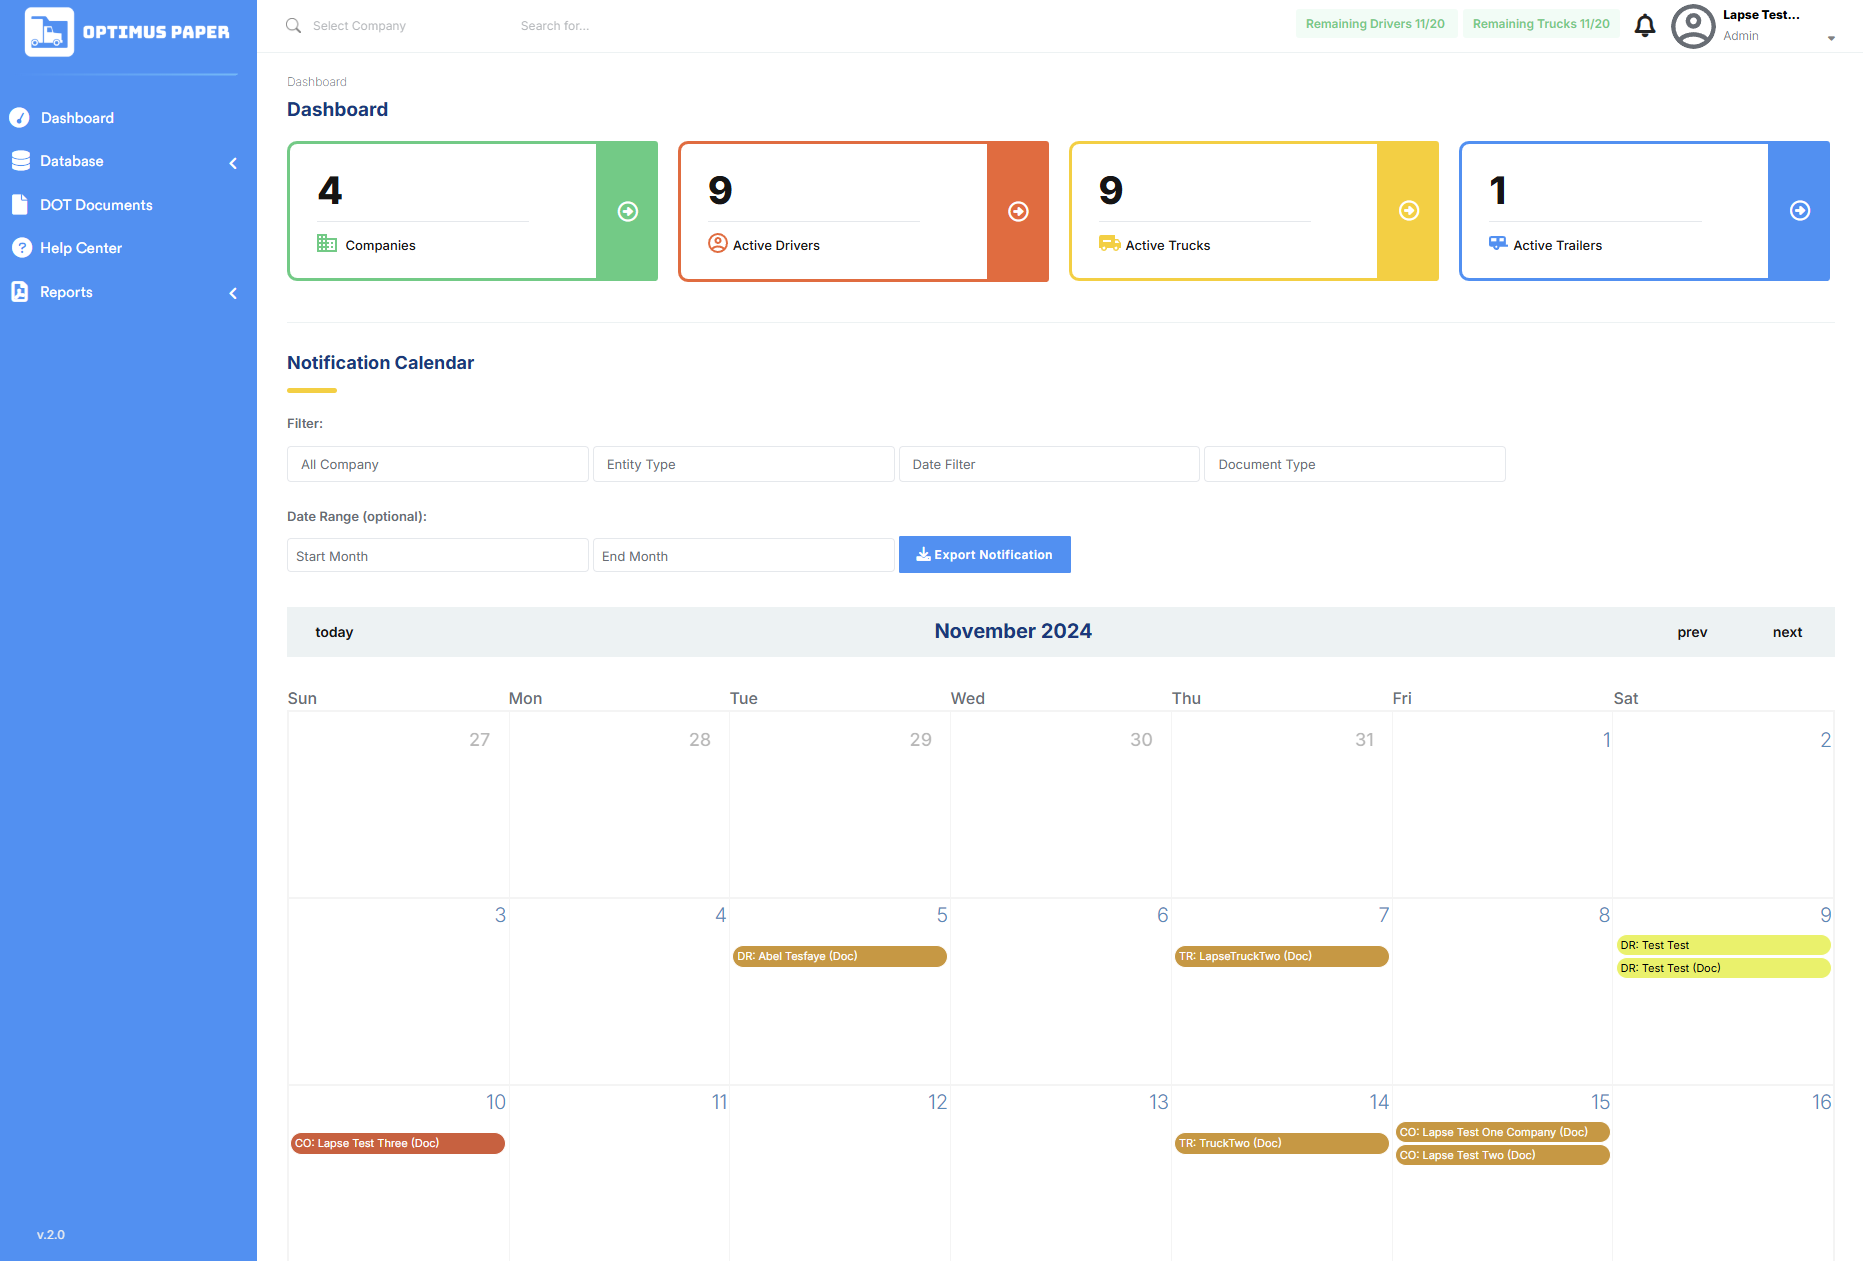 OPTIMUS PAPER
Dashboard
Database
DOT Documents
Help Center
Reports
v.2.0
Select Company
Search for...
Remaining Drivers 11/20
Remaining Trucks 11/20
Lapse Test...
Admin
Dashboard
Dashboard
4
Companies
9
Active Drivers
9
Active Trucks
1
Active Trailers
Notification Calendar
Filter:
All Company
Entity Type
Date Filter
Document Type
Date Range (optional):
Start Month
End Month
Export Notification
today
November 2024
prev
next
Sun Mon Tue Wed Thu Fri Sat
27 28 29 30 31 1 2
3 4 5 6 7 8 9
DR: Abel Tesfaye (Doc)
TR: LapseTruckTwo (Doc)
DR: Test Test
DR: Test Test (Doc)
10 11 12 13 14 15 16
CO: Lapse Test Three (Doc)
TR: TruckTwo (Doc)
CO: Lapse Test One Company (Doc)
CO: Lapse Test Two (Doc)